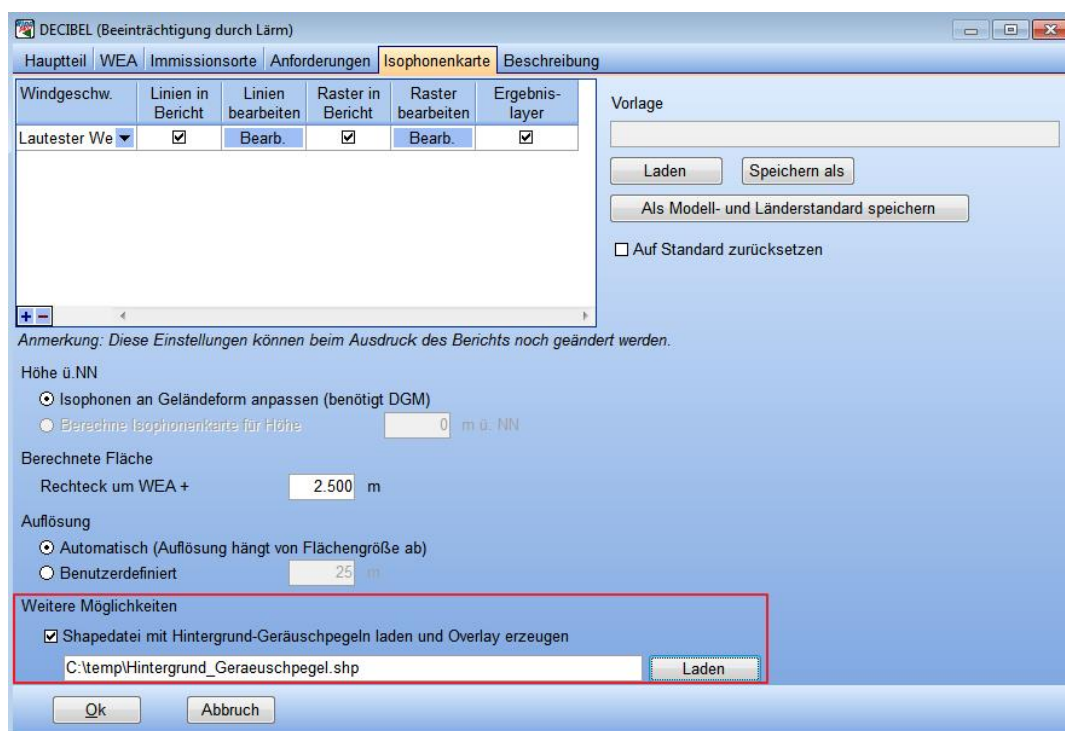 DECIBEL (Beeinträchtigung durch Lärm)
Hauptteil WEA Immissionsorte Anforderungen Isophonenkarte Beschreibung
Windgeschw. Linien in Bericht Linien bearbeiten Raster in Bericht Raster bearbeiten Ergebnis-layer
Lautester We Bearb. Bearb.
Vorlage
Laden Speichern als
Als Modell- und Länderstandard speichern
Auf Standard zurücksetzen
+ -
Anmerkung: Diese Einstellungen können beim Ausdruck des Berichts noch geändert werden.
Höhe ü.NN
Isophonen an Geländeform anpassen (benötigt DGM)
Berechne Isophonenkarte für Höhe 0 m ü. NN
Berechnete Fläche
Rechteck um WEA + 2.500 m
Auflösung
Automatisch (Auflösung hängt von Flächengröße ab)
Benutzerdefiniert 25 m
Weitere Möglichkeiten
Shapedatei mit Hintergrund-Geräuschpegeln laden und Overlay erzeugen
C:\temp\Hintergrund_Geraeuschpegel.shp Laden
Ok Abbruch